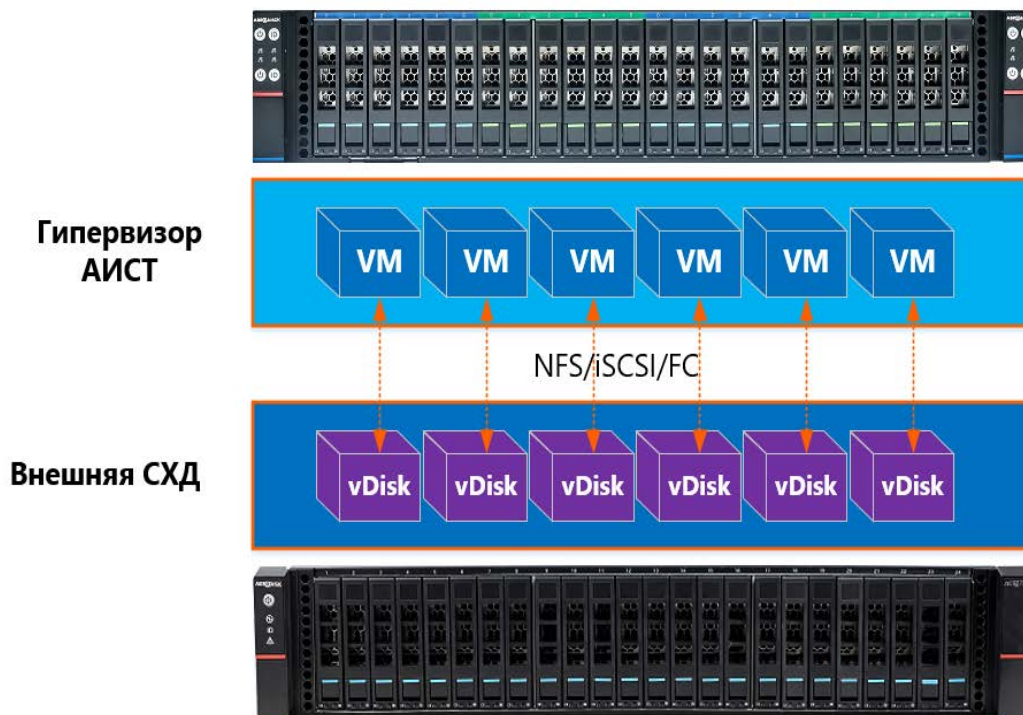 Гипервизор
АИСТ
VM VM VM VM VM VM
NFS/iSCSI/FC
Внешняя СХД
vDisk vDisk vDisk vDisk vDisk vDisk